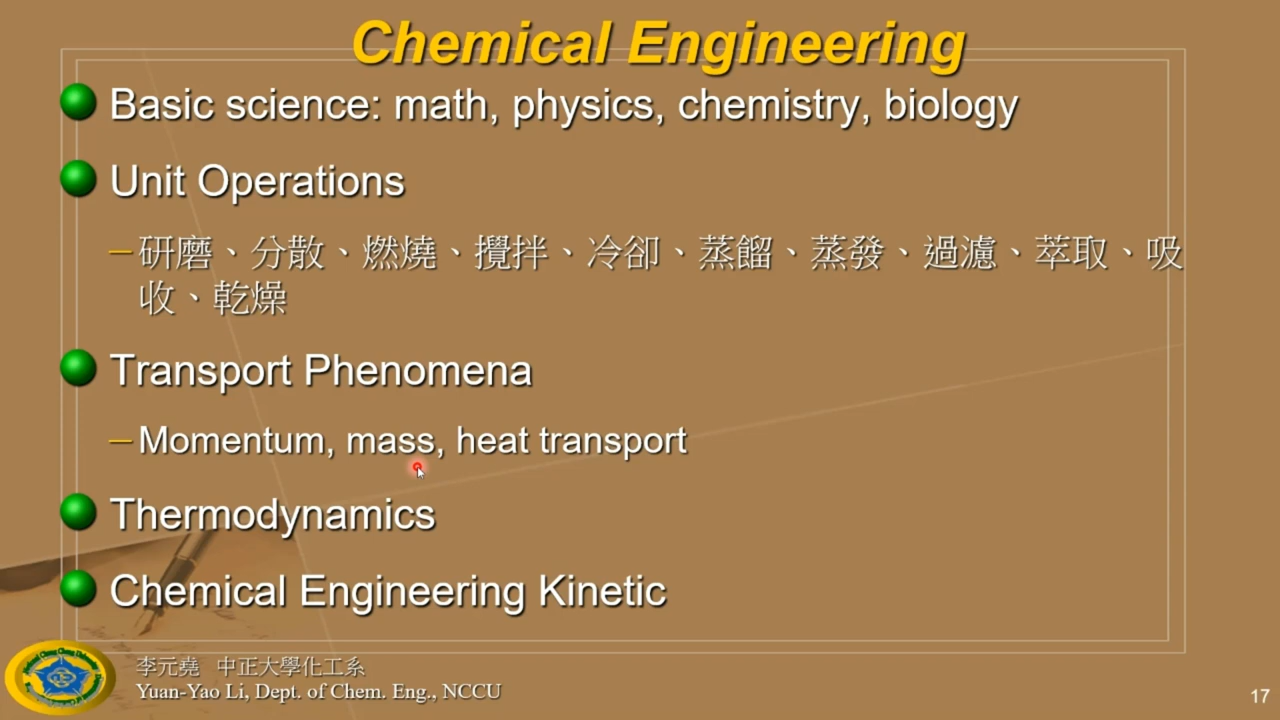 Chemical Engineering
Basic science: math, physics, chemistry, biology
Unit Operations
–研磨、分散、燃燒、攪拌、冷卻、蒸餾、蒸發、過濾、萃取、吸
收、乾燥
Transport Phenomena
–Momentum, mass, heat transport
Thermodynamics
Chemical Engineering Kinetic
李元堯 中正大學化工系
Yuan-Yao Li, Dept. of Chem. Eng., NCCU
17